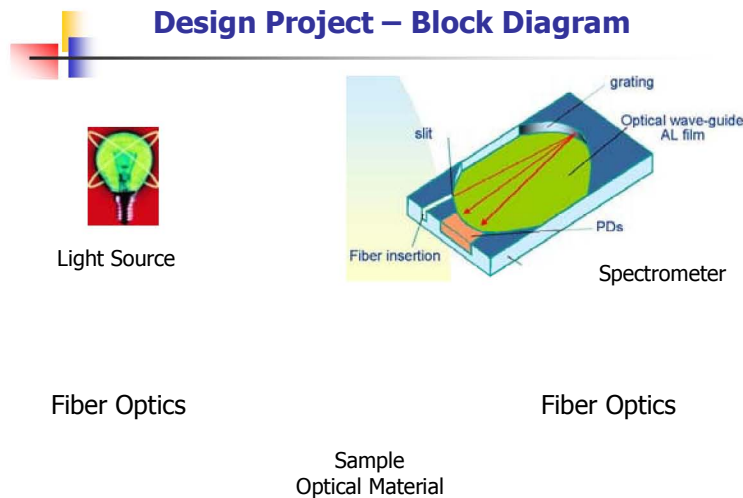 Design Project – Block Diagram
grating
Optical wave-guide
AL film
slit
PDs
Fiber insertion
Light Source
Spectrometer
Fiber Optics
Fiber Optics
Sample
Optical Material